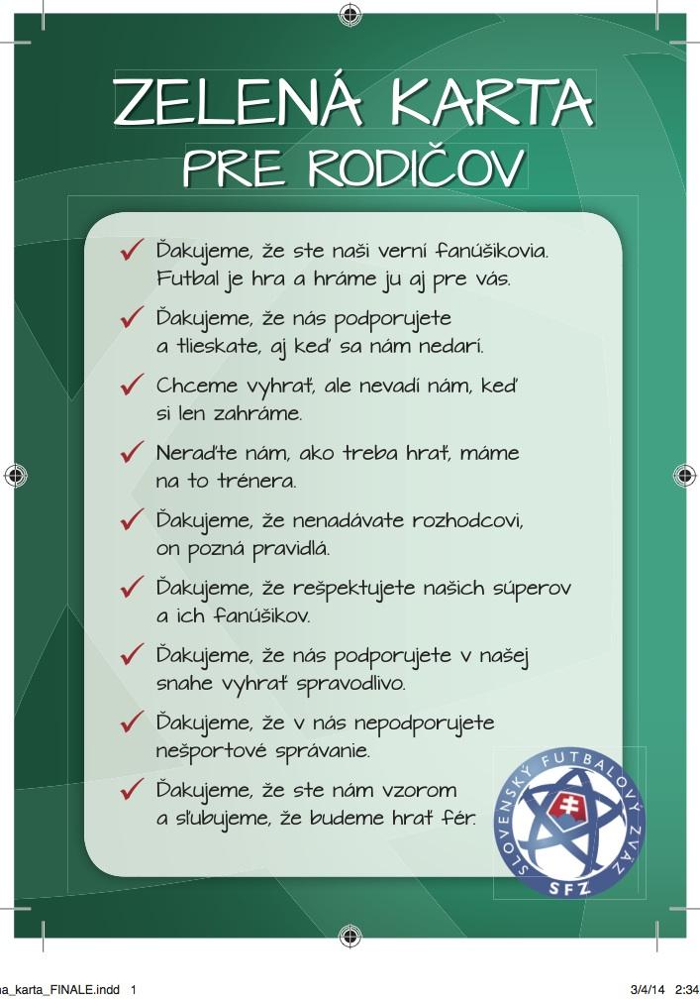 ZELENÁ KARTA
PRE RODIČOV
Ďakujeme, že ste naši verní fanúšikovia.
Futbal je hra a hráme ju aj pre vás.
Ďakujeme, že nás podporujete
a tlieskate, aj keď sa nám nedarí.
Chceme vyhrať, ale nevadí nám, keď
si len zahráme.
Neraďte nám, ako treba hrať, máme
na to trénera.
Ďakujeme, že nenadávate rozhodcovi,
on pozná pravidlá.
Ďakujeme, že rešpektujete našich súperov
a ich fanúšikov.
Ďakujeme, že nás podporujete v našej
snahe vyhrať spravodlivo.
Ďakujeme, že v nás nepodporujete
nešportové správanie.
Ďakujeme, že ste nám vzorom
a sľubujeme, že budeme hrať fér.
SLOVENSKÝ FUTBALOVÝ ZVÄZ
SFZ
na_karta_FINALE.indd 1 3/4/14 2:34